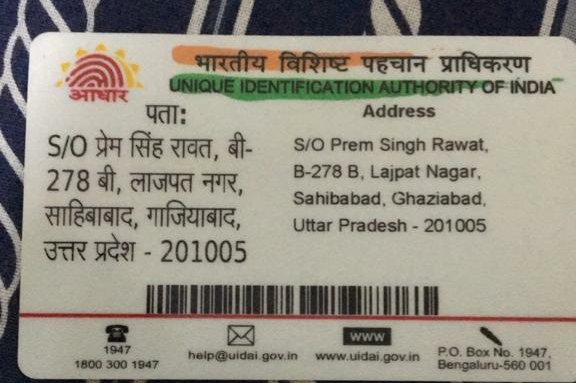 भारतीय विशिष्ट पहचान प्राधिकरण
आधार
UNIQUE IDENTIFICATION AUTHORITY OF INDIA
पता:
S/O प्रेम सिंह रावत, बी-
278 बी, लाजपत नगर,
साहिबाबाद, गाजियाबाद,
उत्तर प्रदेश - 201005
Address
S/O Prem Singh Rawat,
B-278 B, Lajpat Nagar,
Sahibabad, Ghaziabad,
Uttar Pradesh - 201005
1947
1800 300 1947
help@uidai.gov.in
www
www.uidai.gov.in
P.O. Box No. 1947,
Bengaluru-560 001